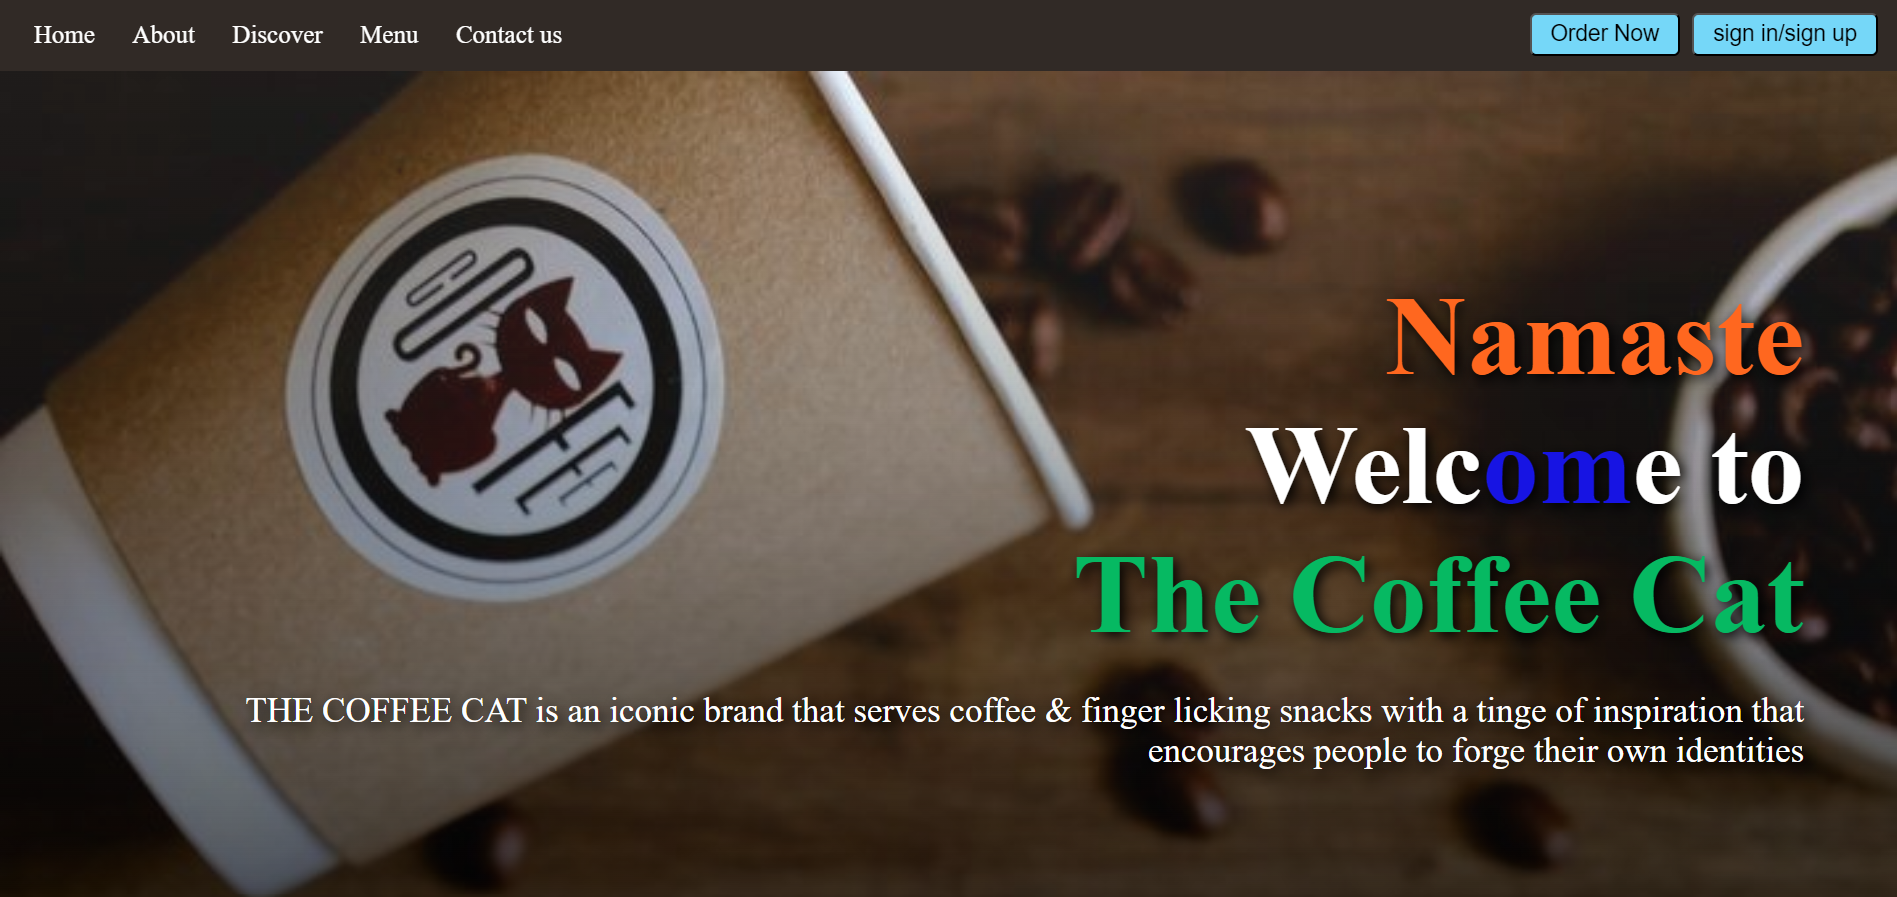 Home About Discover Menu Contact us Order Now sign in/sign up
CUP
COFFEE
Namaste
Welcome to
The Coffee Cat
THE COFFEE CAT is an iconic brand that serves coffee & finger licking snacks with a tinge of inspiration that
encourages people to forge their own identities